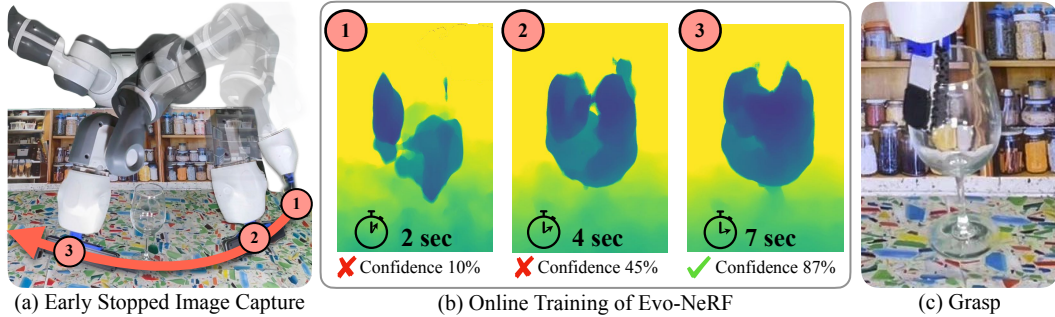 1
2
3
1
2
3
2 sec
4 sec
7 sec
✘ Confidence 10%
✘ Confidence 45%
✓ Confidence 87%
(a) Early Stopped Image Capture
(b) Online Training of Evo-NeRF
(c) Grasp